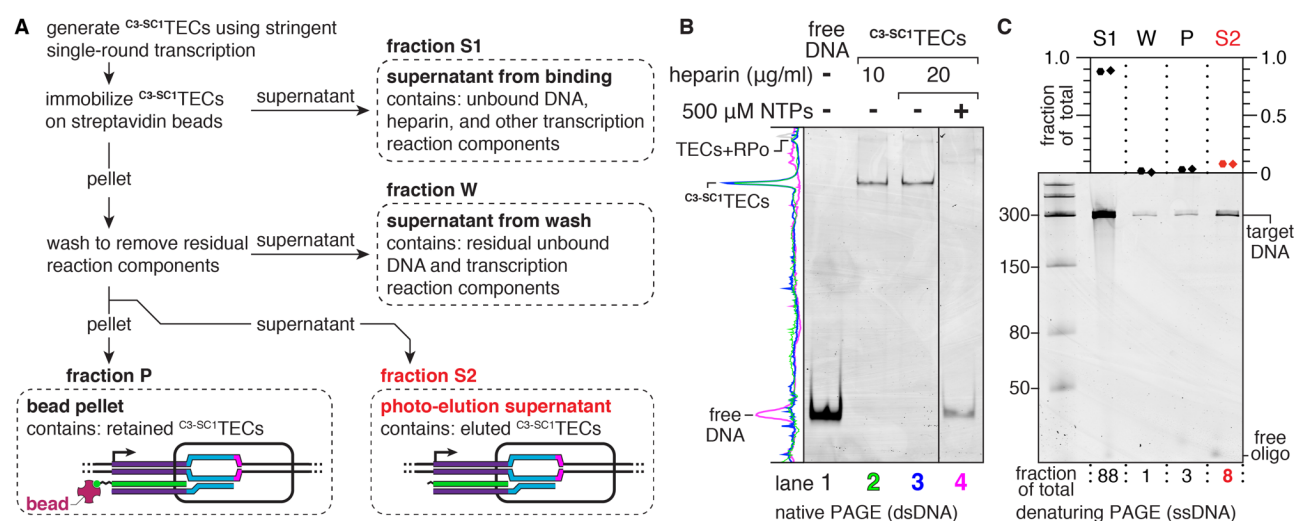 A
generate C3-SC1TECs using stringent
single-round transcription
immobilize C3-SC1TECs
on streptavidin beads
supernatant
fraction S1
supernatant from binding
contains: unbound DNA,
heparin, and other transcription
reaction components
pellet
wash to remove residual
reaction components
supernatant
fraction W
supernatant from wash
contains: residual unbound
DNA and transcription
reaction components
pellet
supernatant
fraction P
bead pellet
contains: retained C3-SC1TECs
bead
fraction S2
photo-elution supernatant
contains: eluted C3-SC1TECs
B
free
DNA
C3-SC1TECs
heparin (µg/ml) - 10 20
500 µM NTPs - - - +
TECs+RPo
C3-SC1TECs
free
DNA
lane 1 2 3 4
native PAGE (dsDNA)
C
S1 W P S2
fraction
of total
1.0
0
1.0
0.5
0
300
150
80
50
target
DNA
free
oligo
fraction
of total
88 1 3 8
denaturing PAGE (ssDNA)